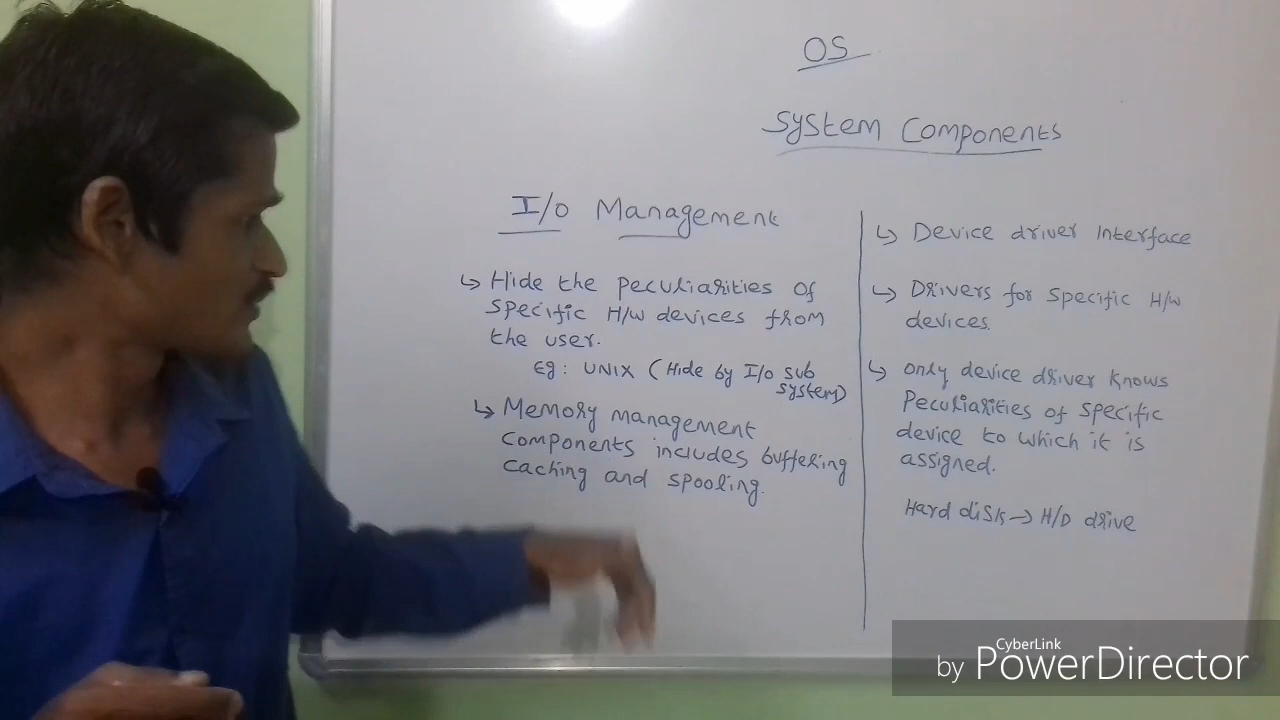 OS
System Components
I/O Management
↳ Hide the peculiarities of
specific H/W devices from
the user.
Eg: UNIX (Hide by I/O sub
system)
↳ Memory management
components includes buffering
caching and spooling.
↳ Device driver interface
↳ Drivers for specific H/W
devices.
↳ only device driver knows
Peculiarities of specific
device to which it is
assigned.
Hard disk → H/D drive
by CyberLink PowerDirector